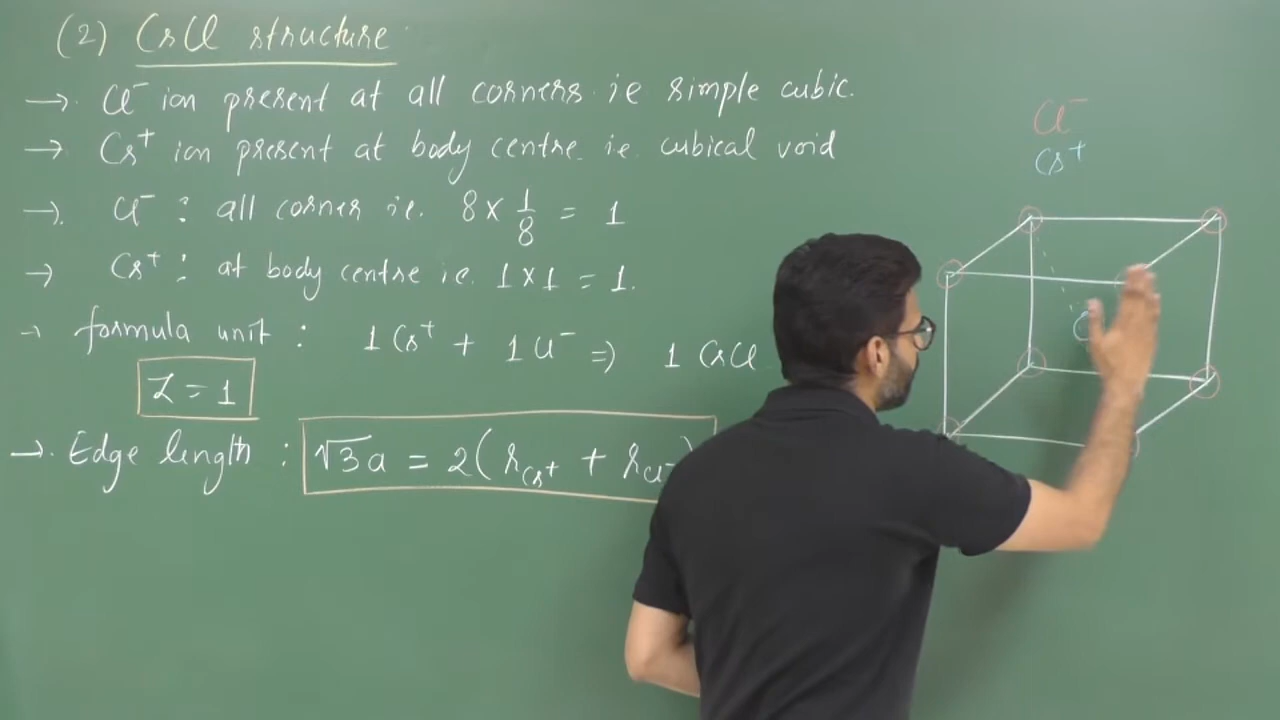 (2) CsCl structure
→ Cl⁻ ion present at all corners ie simple cubic.
→ Cs⁺ ion present at body centre ie. cubical void
→ Cl⁻ : all corner ie. 8 × 1/8 = 1
→ Cs⁺ : at body centre ie. 1 × 1 = 1.
→ formula unit : 1 Cs⁺ + 1 Cl⁻ ⇒ 1 CsCl
Z = 1
→ Edge length : √3a = 2(r_Cs⁺ + r_Cl⁻)
Cl⁻
Cs⁺